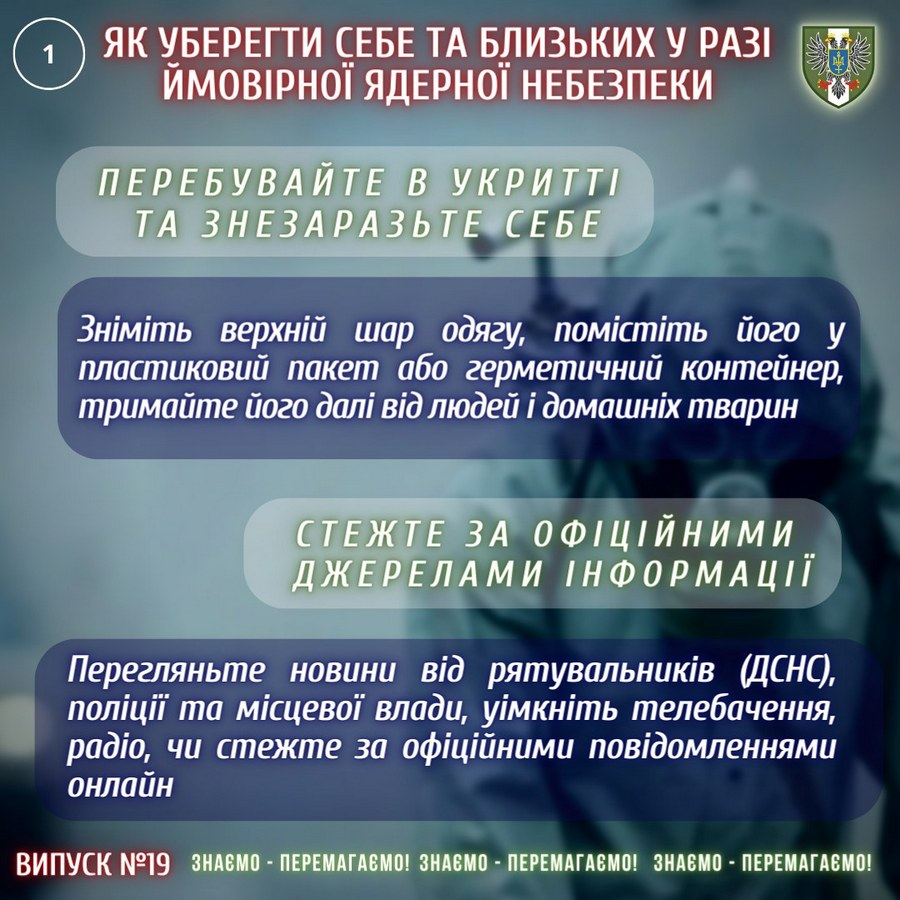 1
ЯК УБЕРЕГТИ СЕБЕ ТА БЛИЗЬКИХ У РАЗІ
ЙМОВІРНОЇ ЯДЕРНОЇ НЕБЕЗПЕКИ
ПЕРЕБУВАЙТЕ В УКРИТТІ
ТА ЗНЕЗАРАЗЬТЕ СЕБЕ
Зніміть верхній шар одягу, помістіть його у
пластиковий пакет або герметичний контейнер,
тримайте його далі від людей і домашніх тварин
СТЕЖТЕ ЗА ОФІЦІЙНИМИ
ДЖЕРЕЛАМИ ІНФОРМАЦІЇ
Перегляньте новини від рятувальників (ДСНС),
поліції та місцевої влади, уімкніть телебачення,
радіо, чи стежте за офіційними повідомленнями
онлайн
ВИПУСК №19 ЗНАЄМО - ПЕРЕМАГАЄМО! ЗНАЄМО - ПЕРЕМАГАЄМО! ЗНАЄМО - ПЕРЕМАГАЄМО!